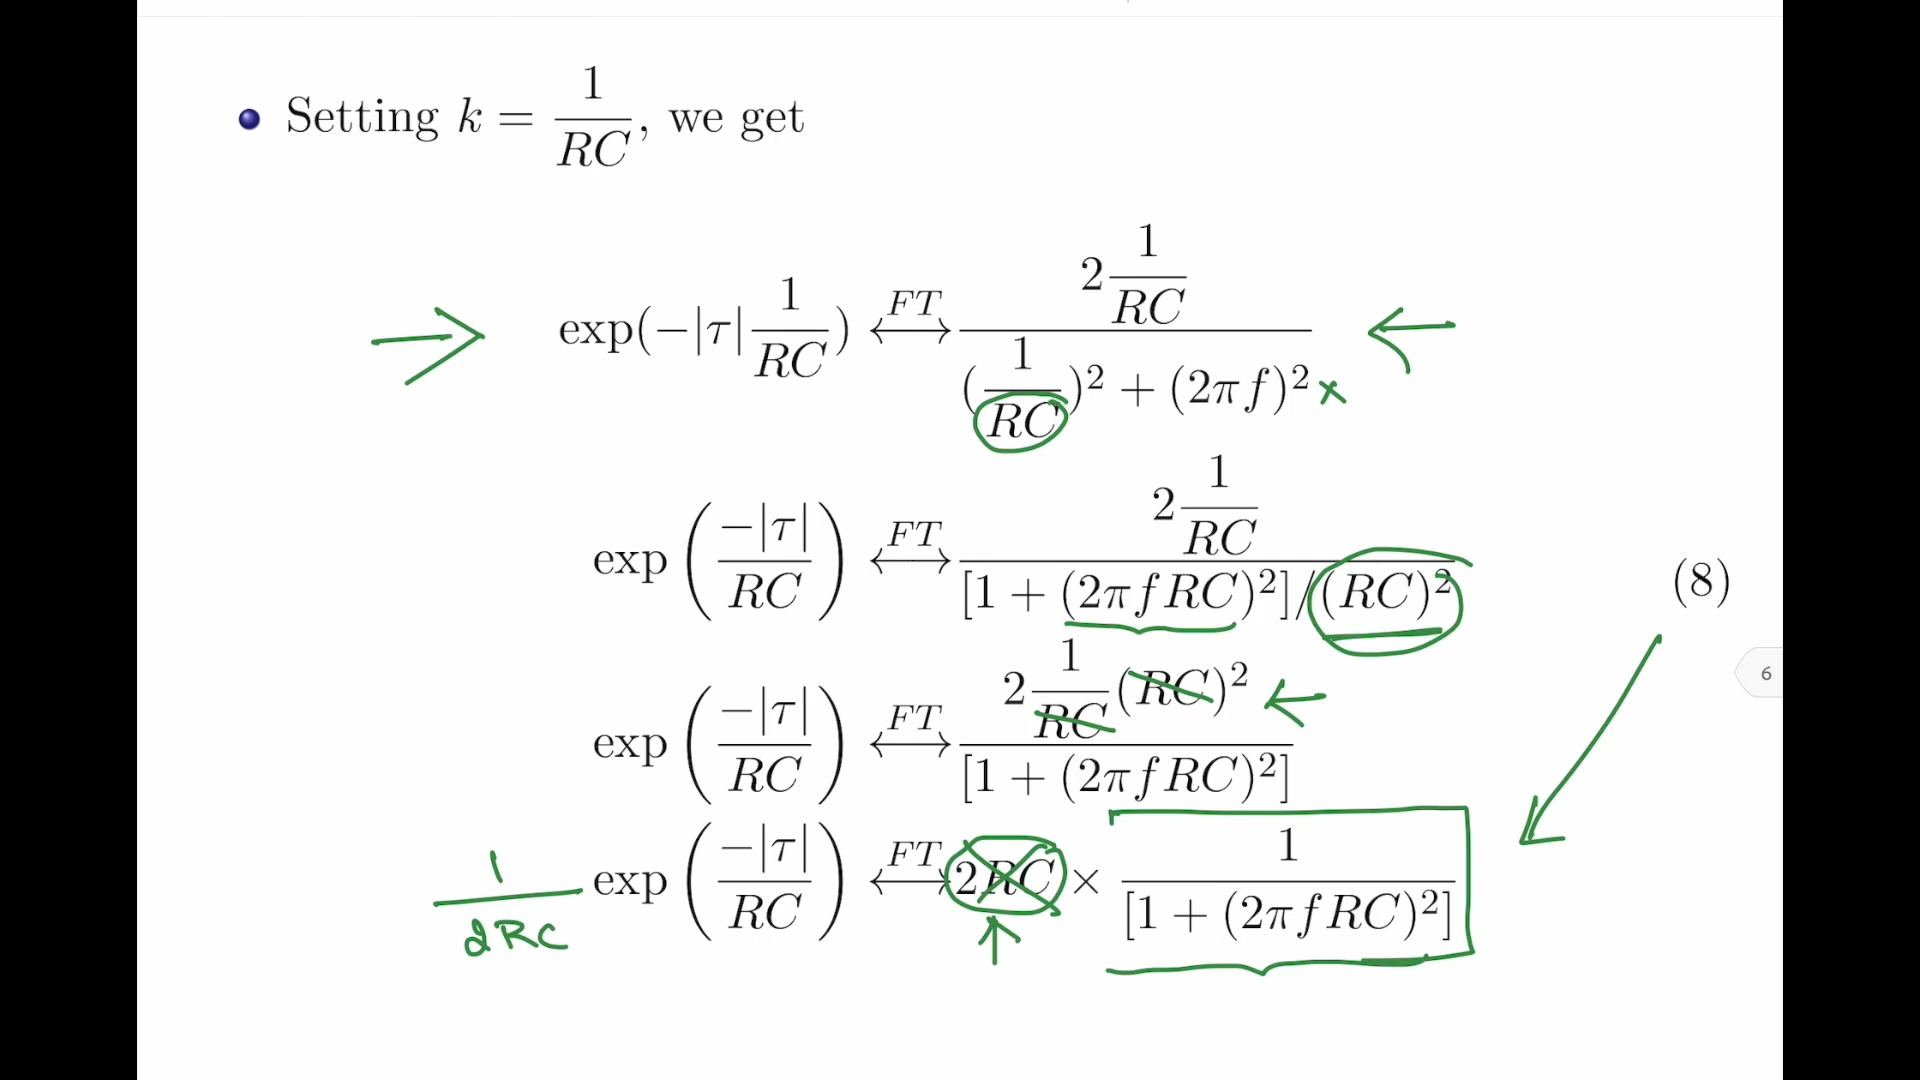 Setting k = 1/RC, we get
exp(−|τ| 1/RC) ⟷^{FT} (2 1/RC) / ((1/RC)² + (2πf)²) ×
exp(−|τ|/RC) ⟷^{FT} (2 1/RC) / ([1 + (2πfRC)²]/(RC)²) (8)
exp(−|τ|/RC) ⟷^{FT} (2 1/RC (RC)²) / [1 + (2πfRC)²]
1/2RC exp(−|τ|/RC) ⟷^{FT} 2RC × 1/[1 + (2πfRC)²]
6